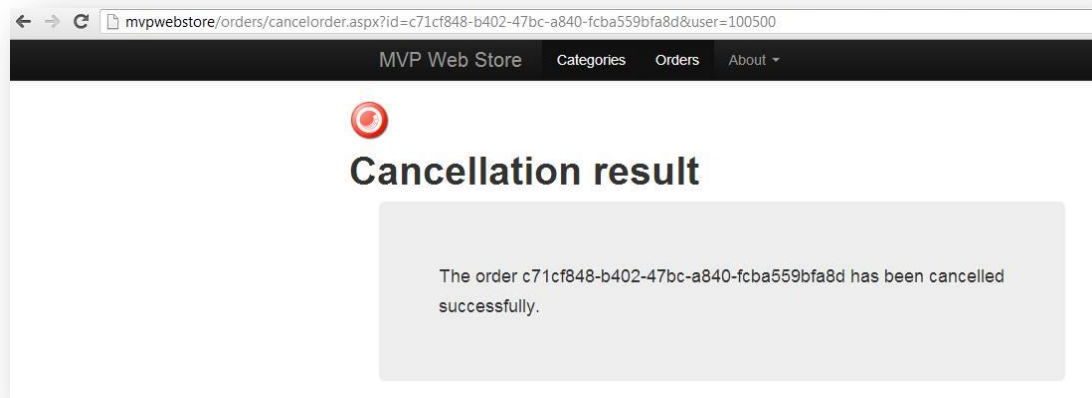 mvpwebstore/orders/cancelorder.aspx?id=c71cf848-b402-47bc-a840-fcba559bfa8d&user=100500
MVP Web Store Categories Orders About
Cancellation result
The order c71cf848-b402-47bc-a840-fcba559bfa8d has been cancelled
successfully.